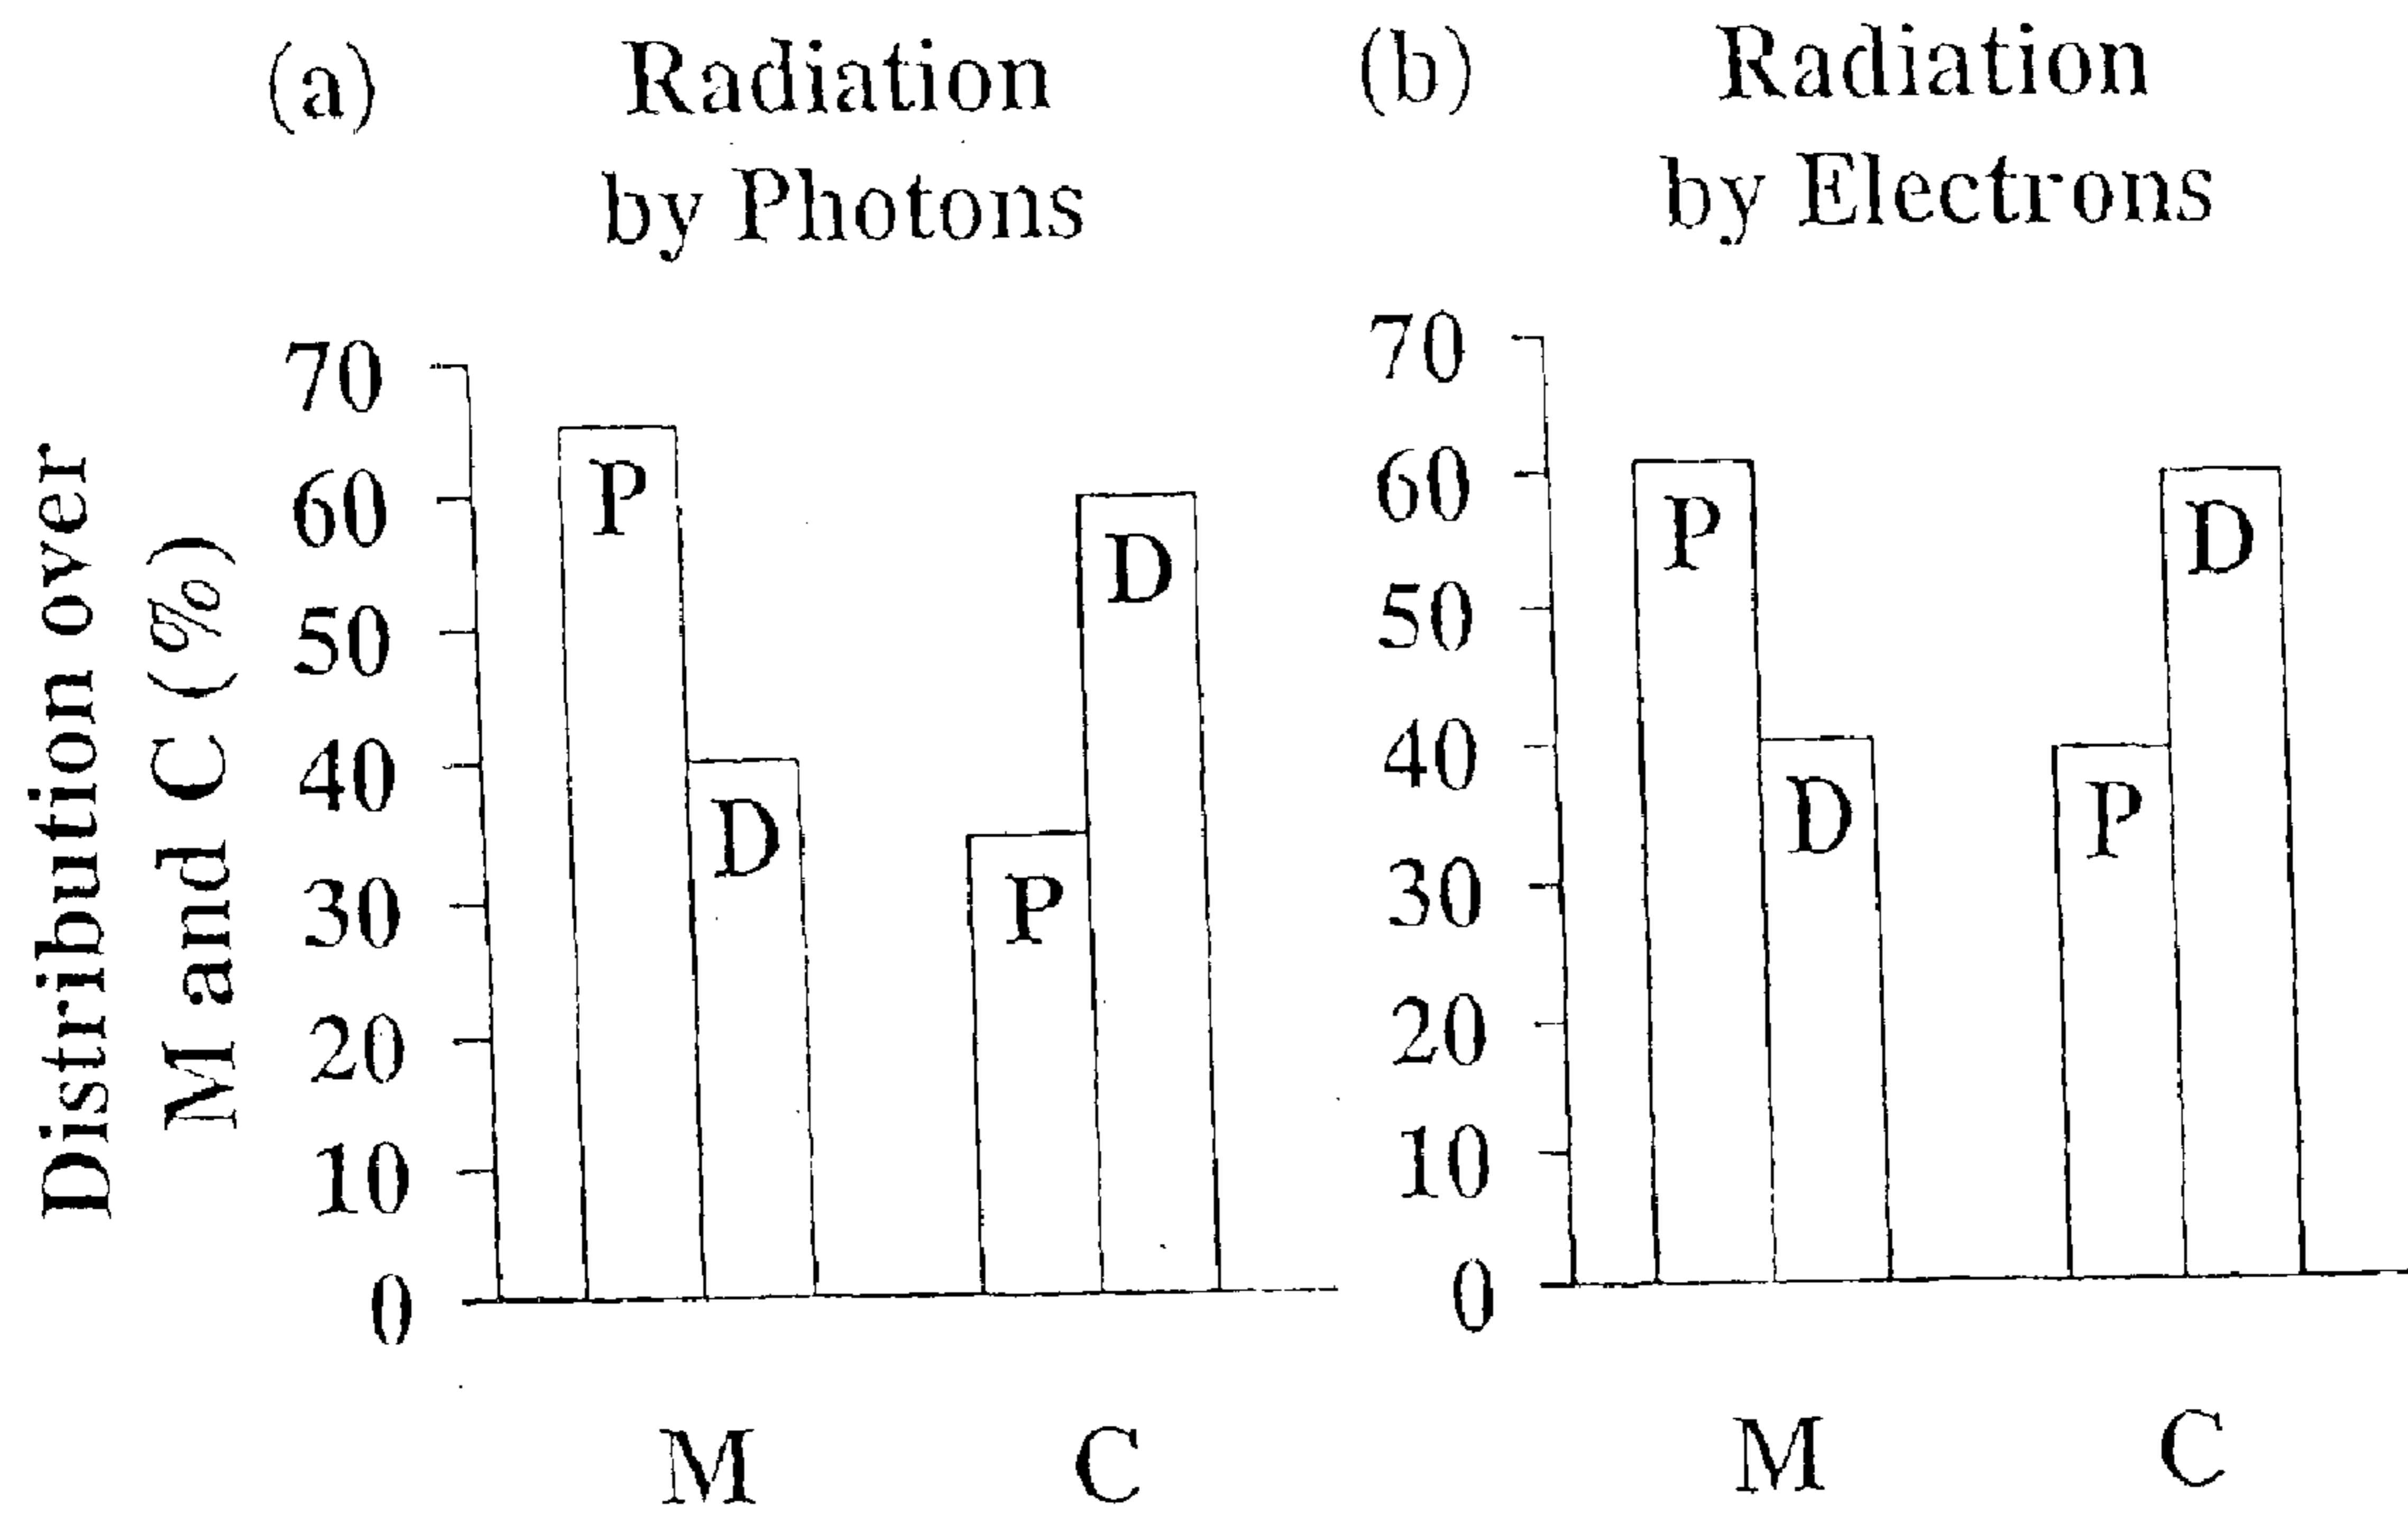 (a) Radiation
by Photons
Distribution over
M and C (%)
70
60
50
40
30
20
10
0
P
D
P
D
M C
(b) Radiation
by Electrons
70
60
50
40
30
20
10
0
P
D
P
D
M C